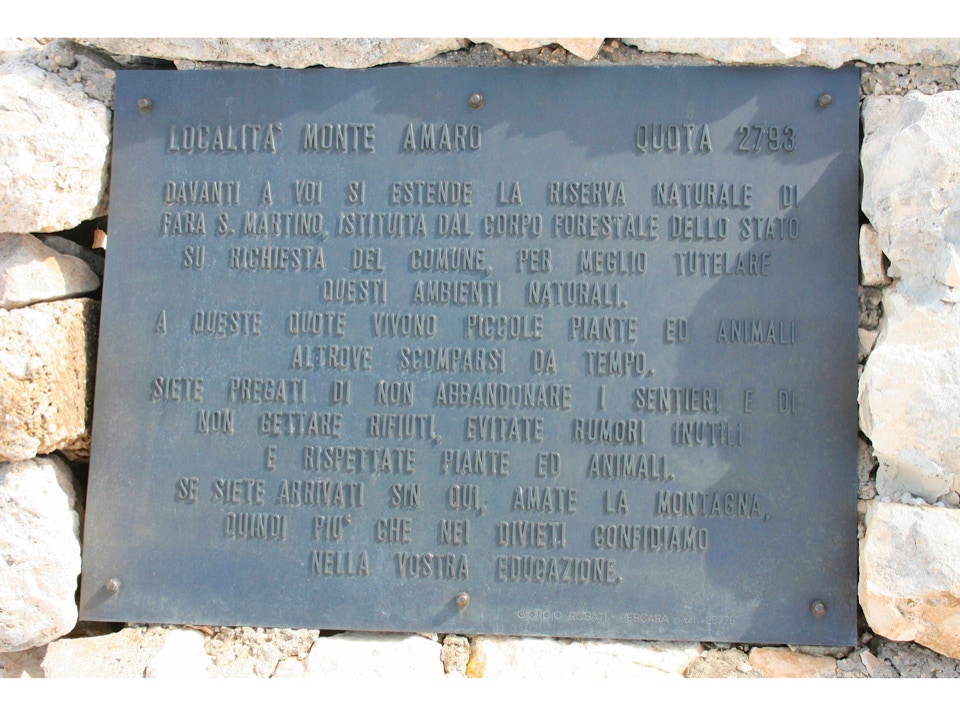 LOCALITA' MONTE AMARO QUOTA 2793
DAVANTI A VOI SI ESTENDE LA RISERVA NATURALE DI
FARA S. MARTINO, ISTITUITA DAL CORPO FORESTALE DELLO STATO
SU RICHIESTA DEL COMUNE, PER MEGLIO TUTELARE
QUESTI AMBIENTI NATURALI.
A QUESTE QUOTE VIVONO PICCOLE PIANTE ED ANIMALI
ALTROVE SCOMPARSI DA TEMPO.
SIETE PREGATI DI NON ABBANDONARE I SENTIERI E DI
NON GETTARE RIFIUTI, EVITATE RUMORI INUTILI
E RISPETTATE PIANTE ED ANIMALI.
SE SIETE ARRIVATI SIN QUI, AMATE LA MONTAGNA,
QUINDI PIU' CHE NEI DIVIETI CONFIDIAMO
NELLA VOSTRA EDUCAZIONE.
GIORGIO - PESCARA - tel.